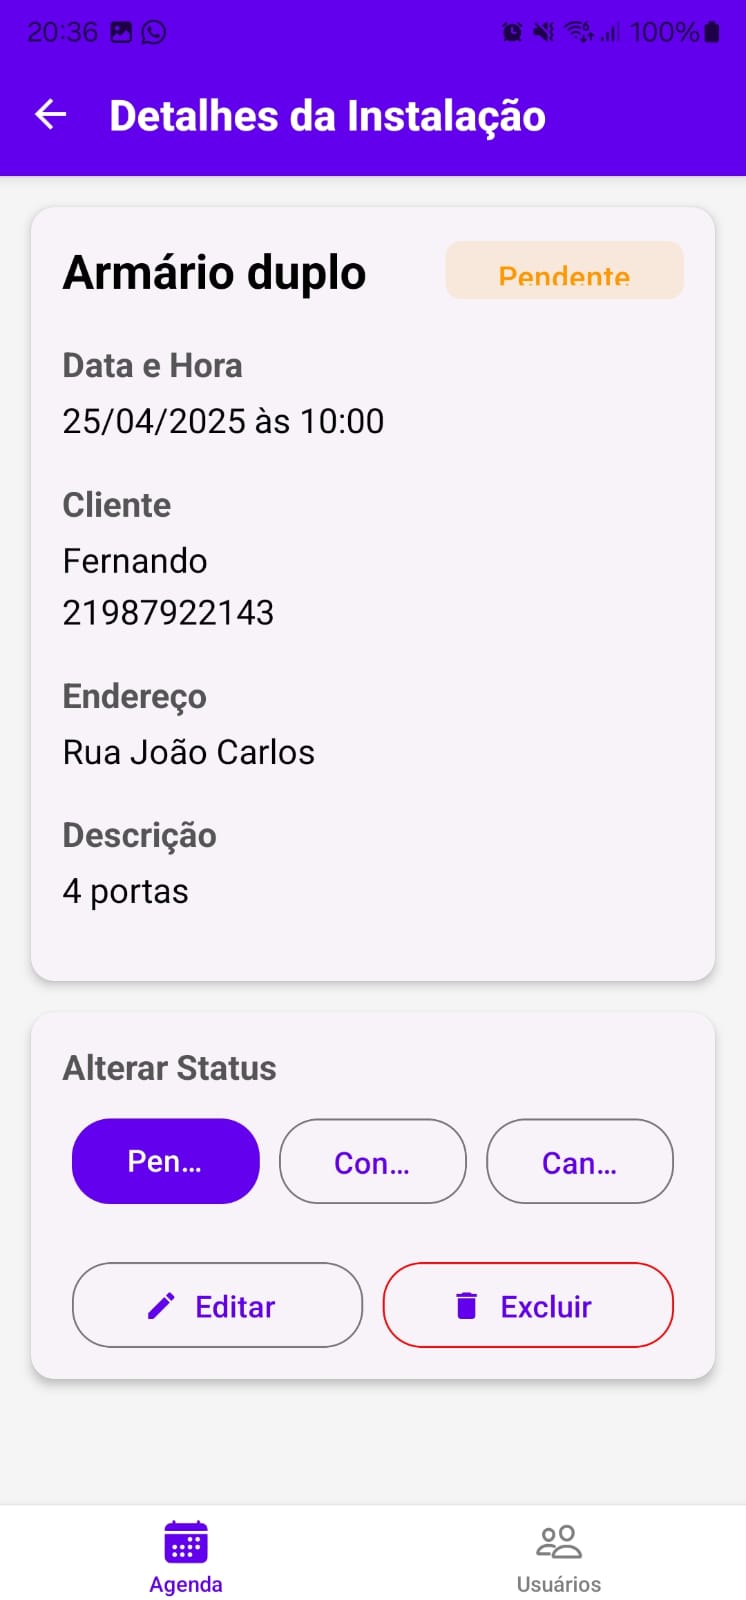 20:36 100%
Detalhes da Instalação
Armário duplo
Pendente
Data e Hora
25/04/2025 às 10:00
Cliente
Fernando
21987922143
Endereço
Rua João Carlos
Descrição
4 portas
Alterar Status
Pen... Con... Can...
Editar Excluir
Agenda Usuários